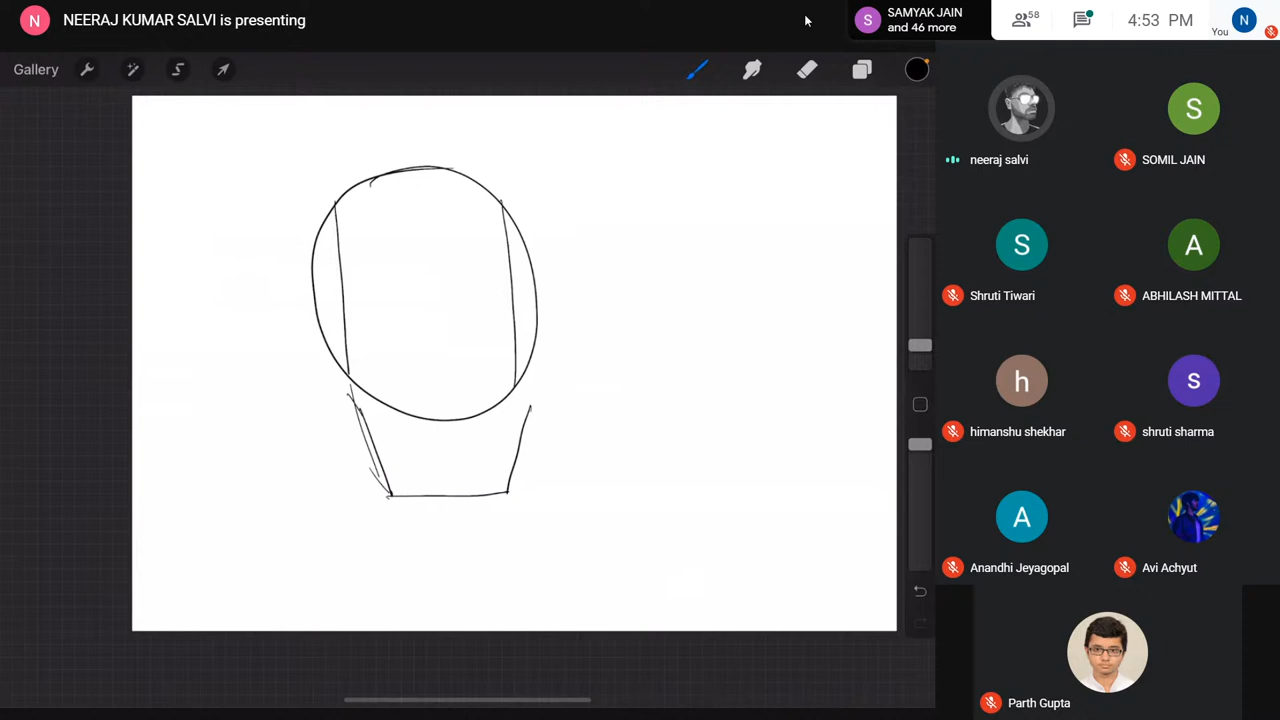 N
NEERAJ KUMAR SALVI is presenting
S
SAMYAK JAIN
and 46 more
58
4:53 PM
You
N
Gallery
neeraj salvi
S
SOMIL JAIN
S
Shruti Tiwari
A
ABHILASH MITTAL
h
himanshu shekhar
s
shruti sharma
A
Anandhi Jeyagopal
Avi Achyut
Parth Gupta